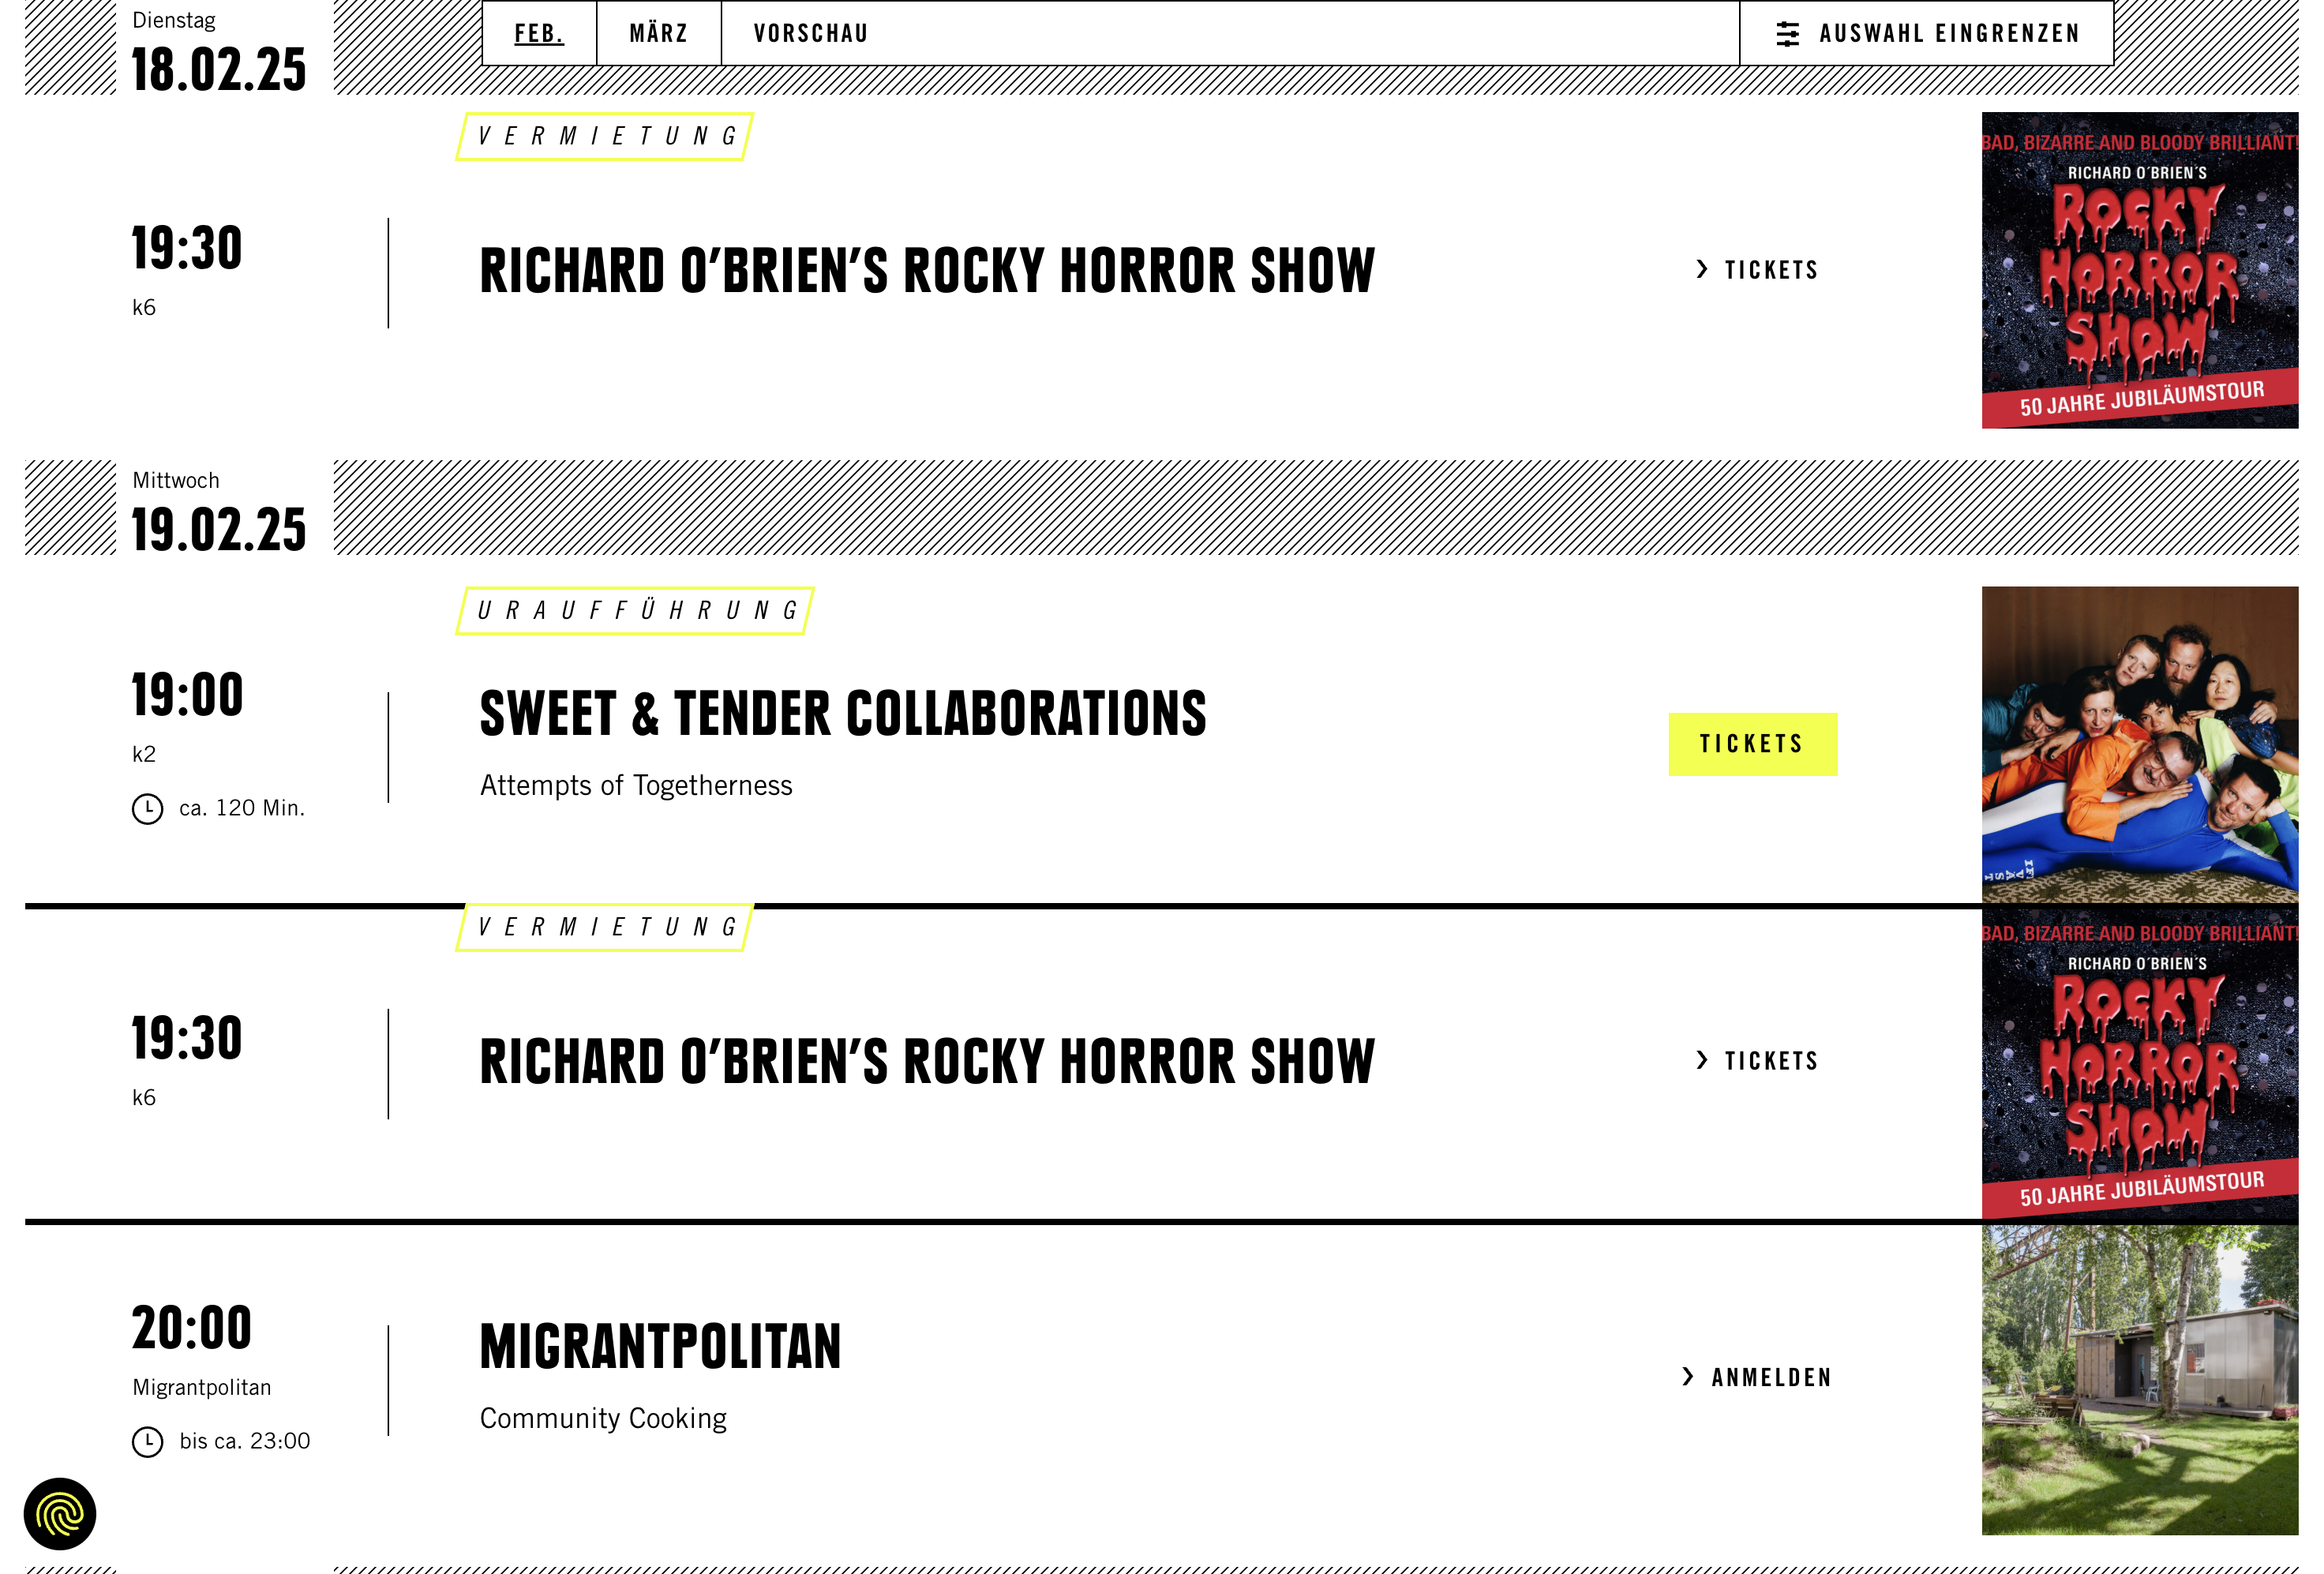 Dienstag
18.02.25
FEB.
MÄRZ
VORSCHAU
AUSWAHL EINGRENZEN
VERMIETUNG
19:30
k6
RICHARD O’BRIEN’S ROCKY HORROR SHOW
TICKETS
BAD, BIZARRE AND BLOODY BRILLIANT!
RICHARD O´BRIEN´S
ROCKY
HORROR
SHOW
50 JAHRE JUBILÄUMSTOUR
Mittwoch
19.02.25
URAUFFÜHRUNG
19:00
k2
ca. 120 Min.
SWEET & TENDER COLLABORATIONS
Attempts of Togetherness
TICKETS
VERMIETUNG
19:30
k6
RICHARD O’BRIEN’S ROCKY HORROR SHOW
TICKETS
BAD, BIZARRE AND BLOODY BRILLIANT!
RICHARD O´BRIEN´S
ROCKY
HORROR
SHOW
50 JAHRE JUBILÄUMSTOUR
20:00
Migrantpolitan
bis ca. 23:00
MIGRANTPOLITAN
Community Cooking
ANMELDEN